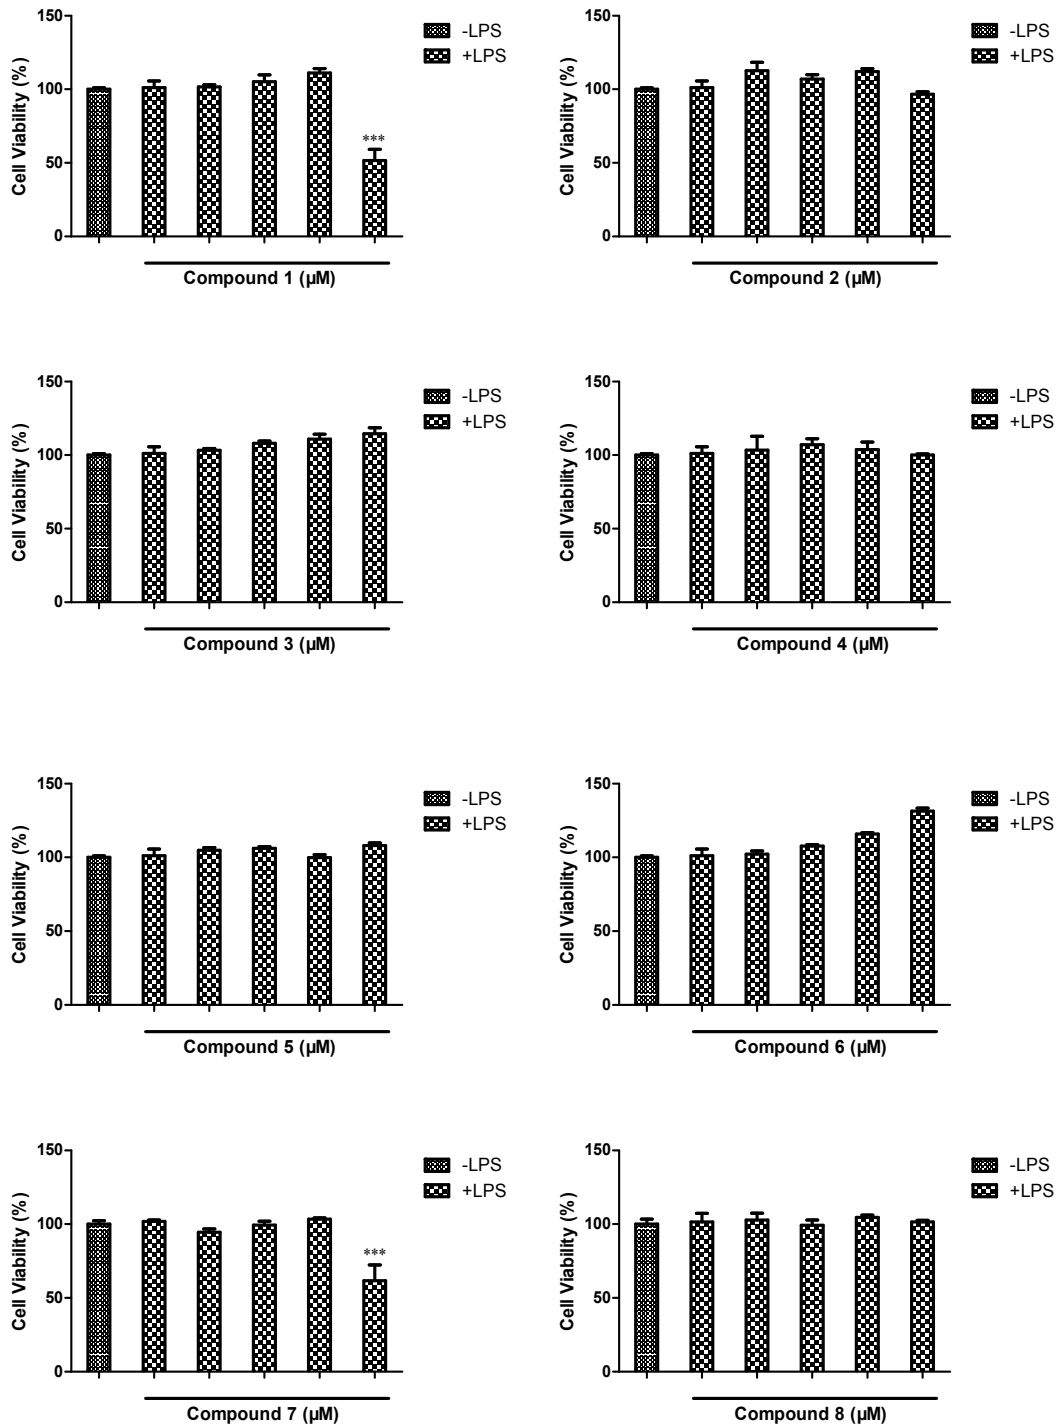 150
100
50
0
Cell Viability (%)
***
-LPS
+LPS
Compound 1 (µM)
150
100
50
0
Cell Viability (%)
-LPS
+LPS
Compound 2 (µM)
150
100
50
0
Cell Viability (%)
-LPS
+LPS
Compound 3 (µM)
150
100
50
0
Cell Viability (%)
-LPS
+LPS
Compound 4 (µM)
150
100
50
0
Cell Viability (%)
-LPS
+LPS
Compound 5 (µM)
150
100
50
0
Cell Viability (%)
-LPS
+LPS
Compound 6 (µM)
150
100
50
0
Cell Viability (%)
***
-LPS
+LPS
Compound 7 (µM)
150
100
50
0
Cell Viability (%)
-LPS
+LPS
Compound 8 (µM)